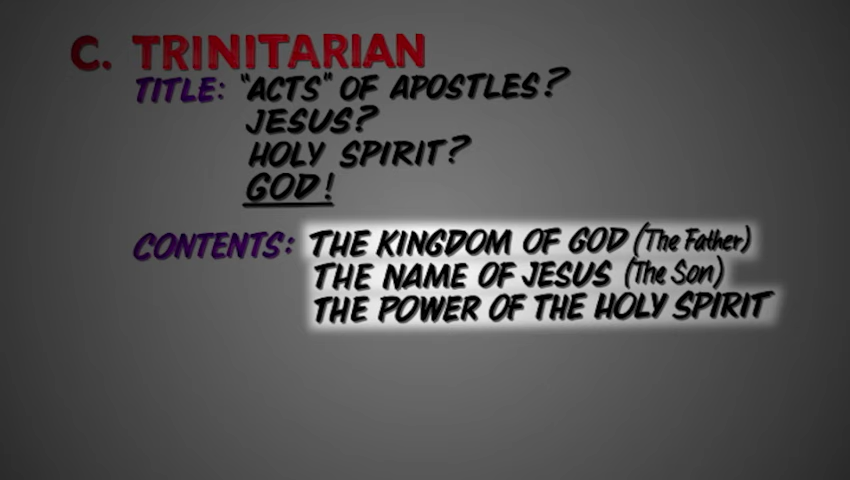 C. TRINITARIAN
TITLE: "ACTS" OF APOSTLES?
JESUS?
HOLY SPIRIT?
GOD!
CONTENTS: THE KINGDOM OF GOD (The Father)
THE NAME OF JESUS (The Son)
THE POWER OF THE HOLY SPIRIT